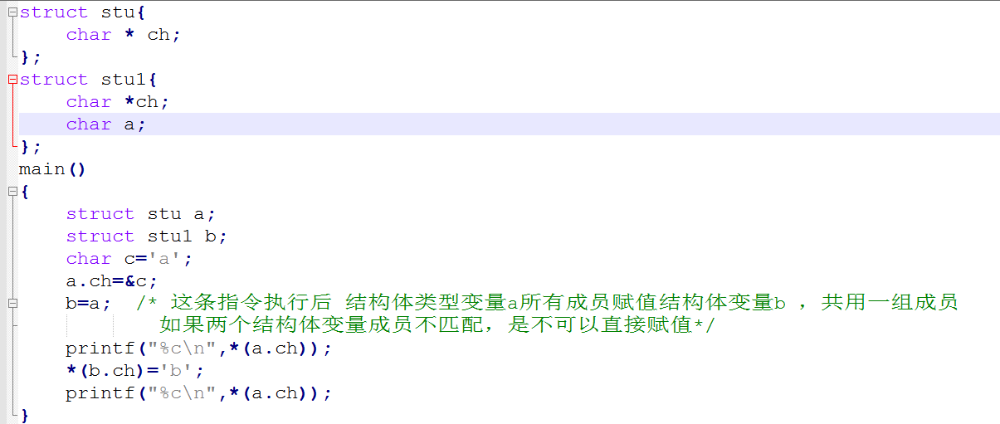 struct stu{
    char * ch;
};
struct stu1{
    char *ch;
    char a;
};
main()
{
    struct stu a;
    struct stu1 b;
    char c='a';
    a.ch=&c;
    b=a;  /* 这条指令执行后 结构体类型变量a所有成员赋值结构体变量b ，共用一组成员
            如果两个结构体变量成员不匹配，是不可以直接赋值*/
    printf("%c\n",*(a.ch));
    *(b.ch)='b';
    printf("%c\n",*(a.ch));
}